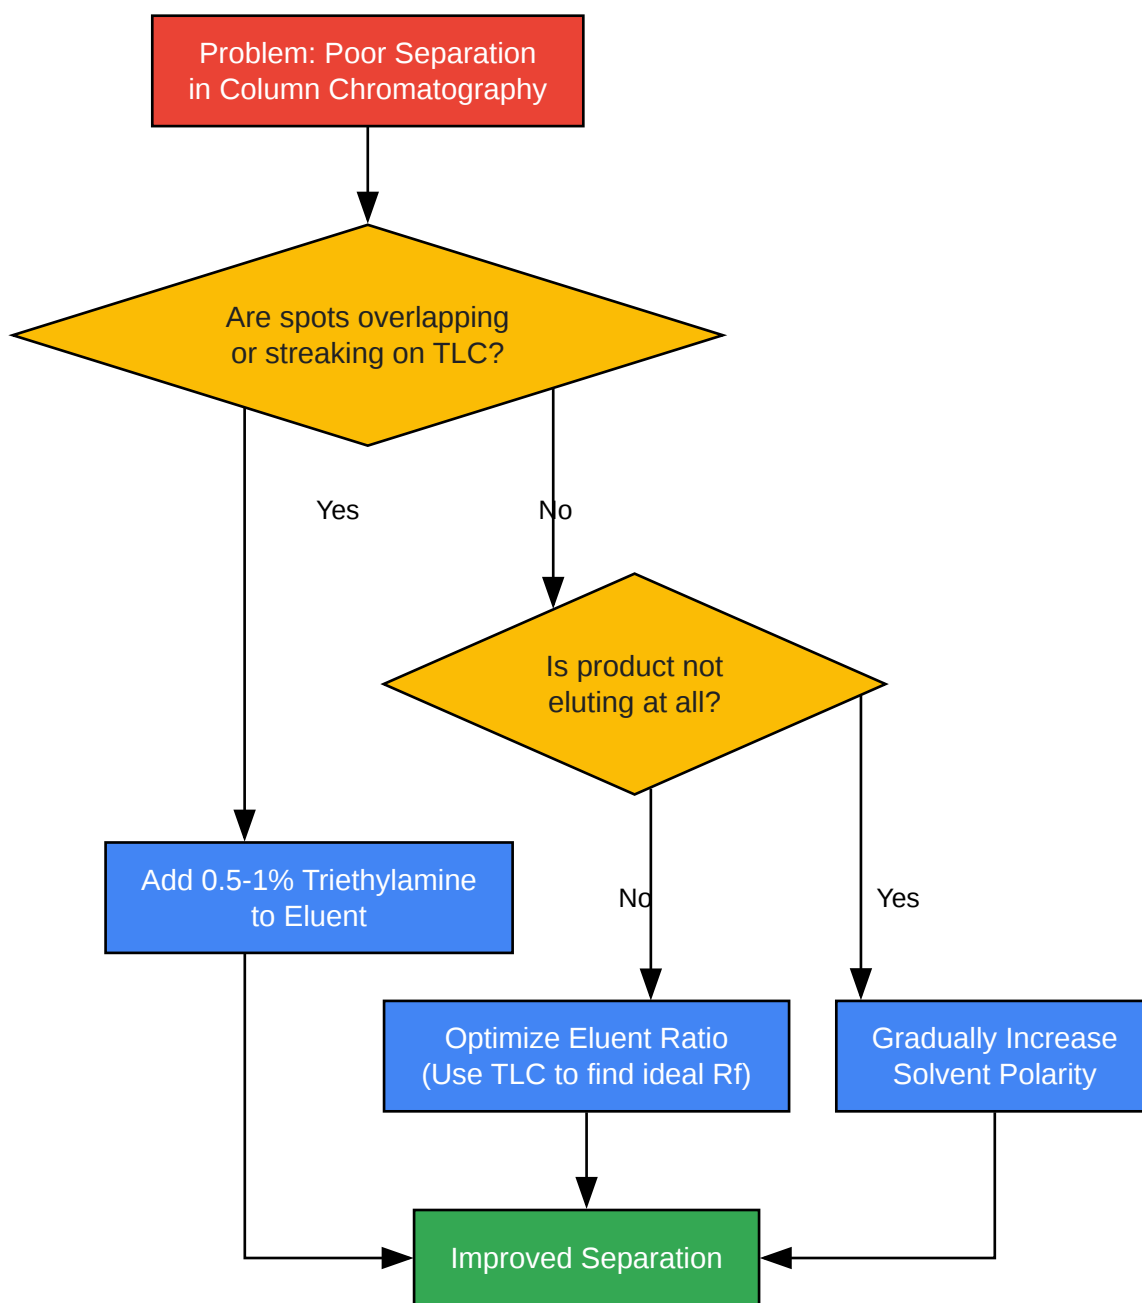 Problem: Poor Separation
in Column Chromatography
Are spots overlapping
or streaking on TLC?
Yes
No
Is product not
eluting at all?
Add 0.5-1% Triethylamine
to Eluent
No
Yes
Optimize Eluent Ratio
(Use TLC to find ideal Rf)
Gradually Increase
Solvent Polarity
Improved Separation